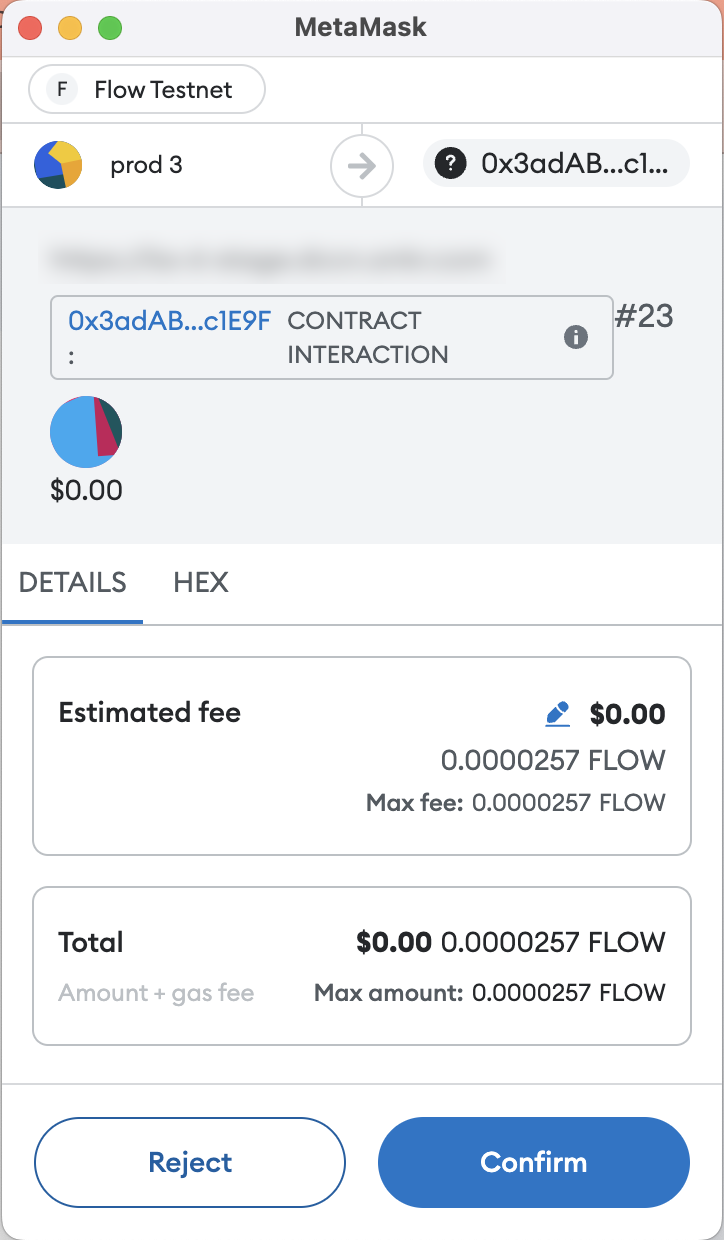 MetaMask
F Flow Testnet
prod 3
? 0x3adAB...c1...
0x3adAB...c1E9F CONTRACT #23
: INTERACTION
$0.00
DETAILS HEX
Estimated fee $0.00
0.0000257 FLOW
Max fee: 0.0000257 FLOW
Total $0.00 0.0000257 FLOW
Amount + gas fee Max amount: 0.0000257 FLOW
Reject Confirm